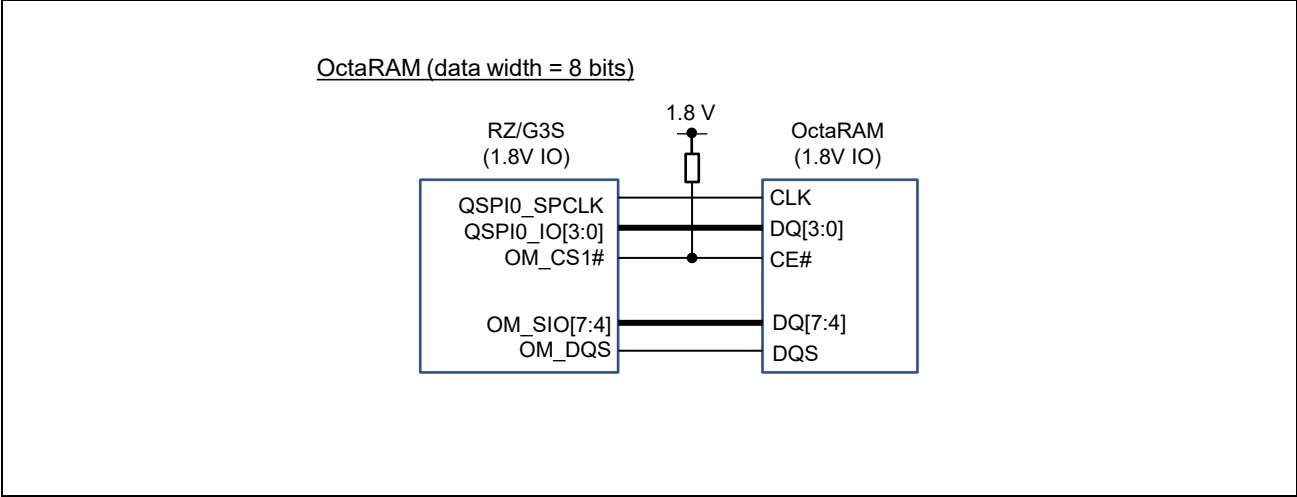 OctaRAM (data width = 8 bits)
1.8 V
RZ/G3S
(1.8V IO)
OctaRAM
(1.8V IO)
QSPI0_SPCLK
QSPI0_IO[3:0]
OM_CS1#
OM_SIO[7:4]
OM_DQS
CLK
DQ[3:0]
CE#
DQ[7:4]
DQS